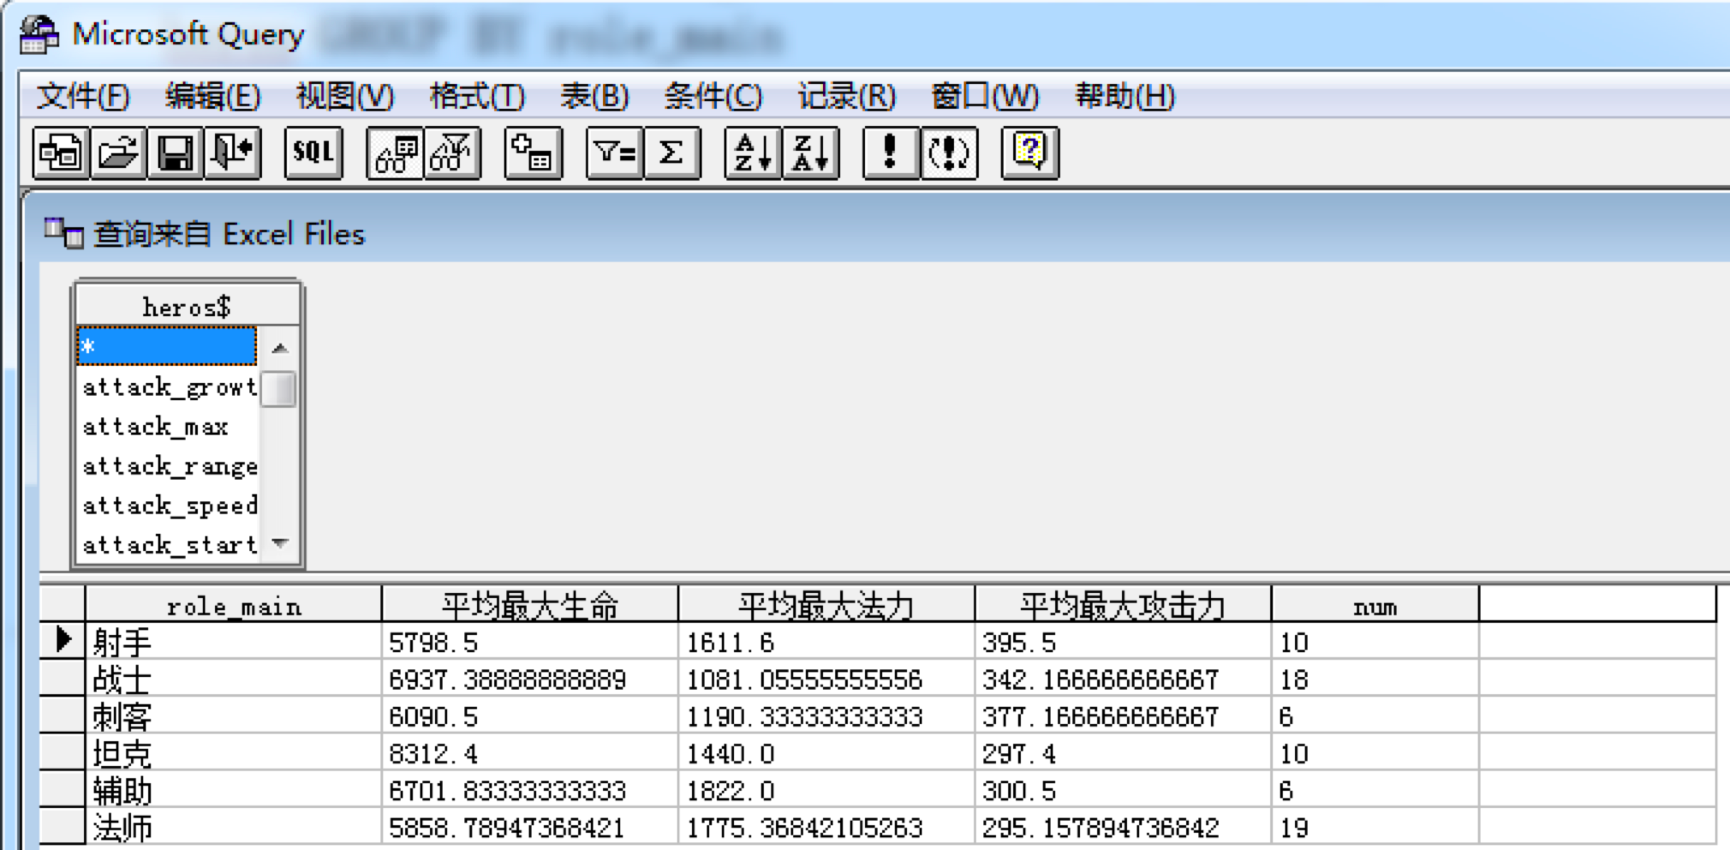 Microsoft Query GROUP BY role_main
文件(F) 编辑(E) 视图(V) 格式(T) 表(B) 条件(C) 记录(R) 窗口(W) 帮助(H)
SQL
查询来自 Excel Files
heros$
*
attack_growt
attack_max
attack_range
attack_speed
attack_start
role_main 平均最大生命 平均最大法力 平均最大攻击力 num
射手 5798.5 1611.6 395.5 10
战士 6937.38888888889 1081.05555555556 342.166666666667 18
刺客 6090.5 1190.33333333333 377.166666666667 6
坦克 8312.4 1440.0 297.4 10
辅助 6701.83333333333 1822.0 300.5 6
法师 5858.78947368421 1775.36842105263 295.157894736842 19